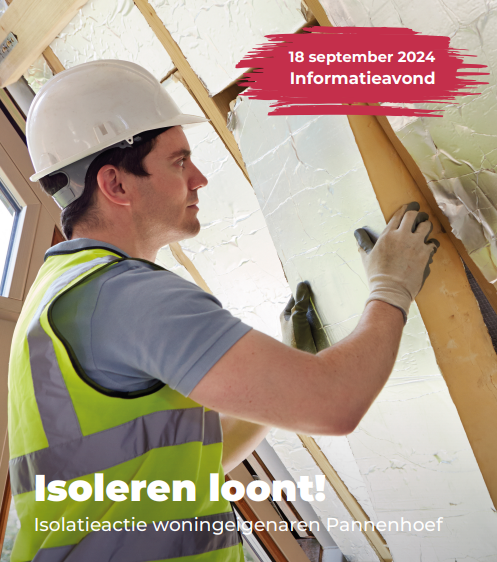 18 september 2024
Informatieavond
Isoleren loont!
Isolatieactie woningeigenaren Pannenhoef